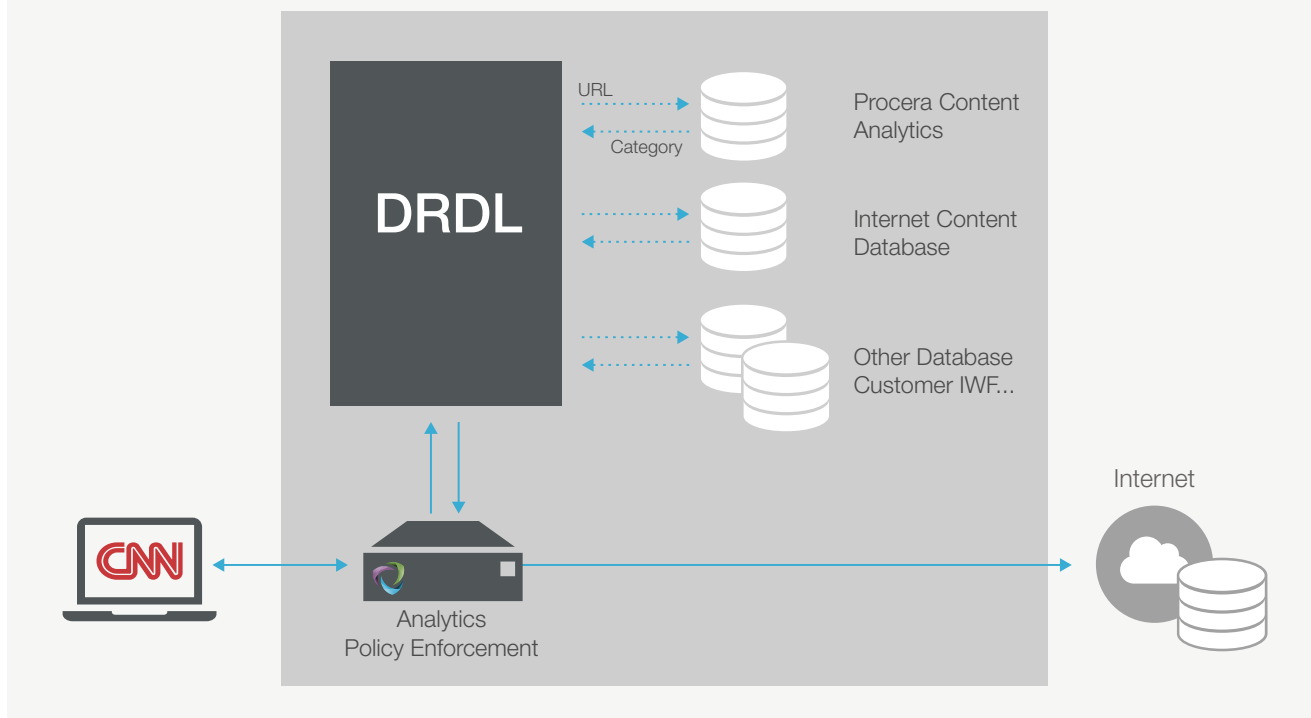 URL
Category
Procera Content
Analytics
DRDL
Internet Content
Database
Other Database
Customer IWF...
Internet
CNN
Analytics
Policy Enforcement